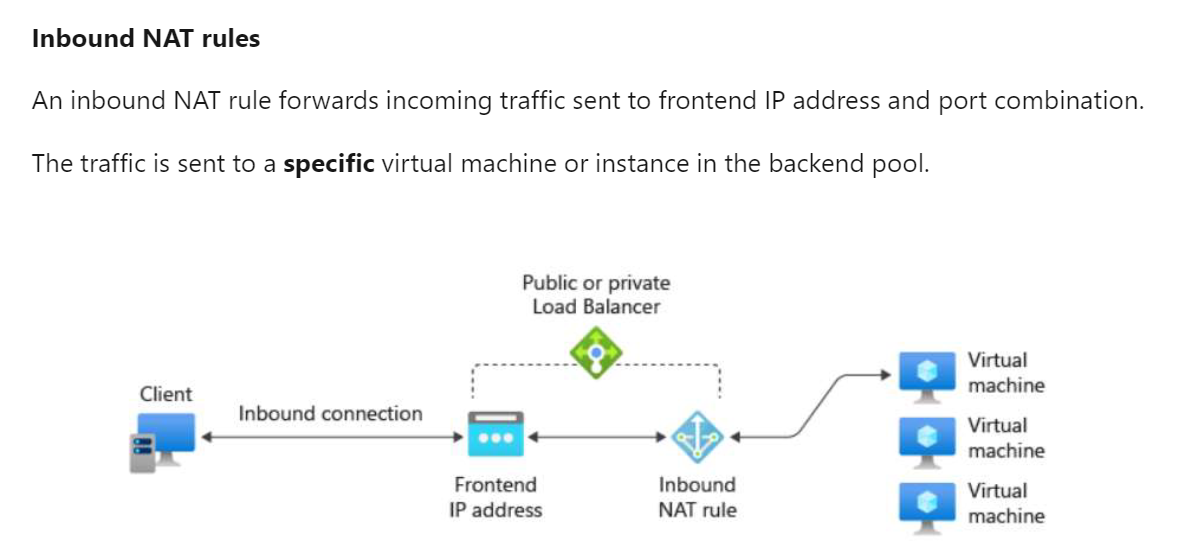 Inbound NAT rules
An inbound NAT rule forwards incoming traffic sent to frontend IP address and port combination.
The traffic is sent to a specific virtual machine or instance in the backend pool.
Public or private
Load Balancer
Client
Inbound connection
Frontend
IP address
Inbound
NAT rule
Virtual
machine
Virtual
machine
Virtual
machine